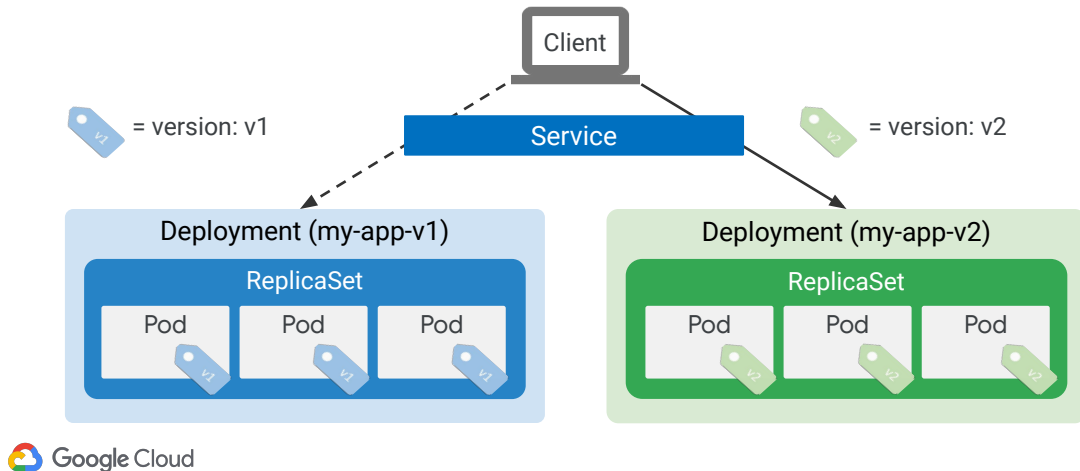 Client
= version: v1
v1
Service
= version: v2
v2
Deployment (my-app-v1)
ReplicaSet
Pod
Pod
Pod
v1
v1
v1
Deployment (my-app-v2)
ReplicaSet
Pod
Pod
Pod
v2
v2
v2
Google Cloud